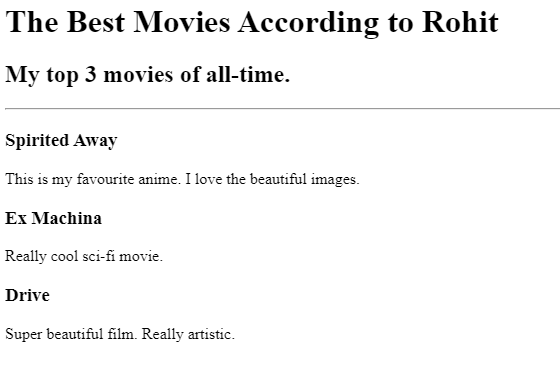 The Best Movies According to Rohit
My top 3 movies of all-time.
Spirited Away
This is my favourite anime. I love the beautiful images.
Ex Machina
Really cool sci-fi movie.
Drive
Super beautiful film. Really artistic.